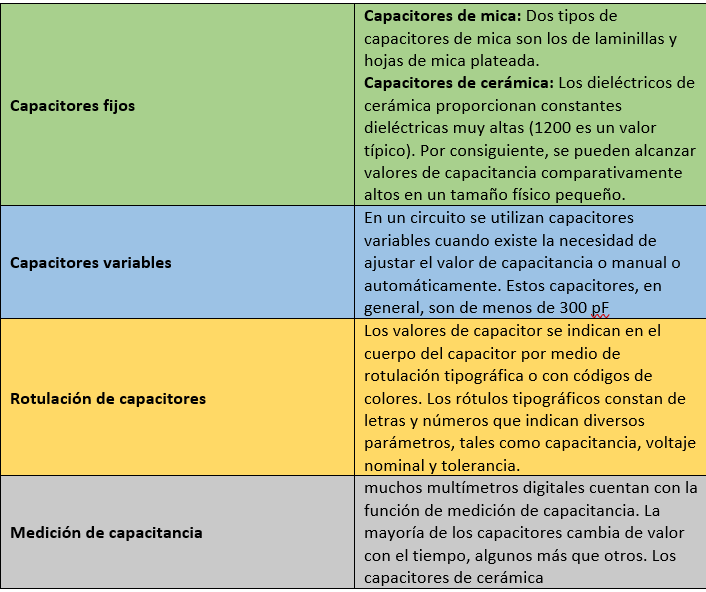 Capacitores fijos
Capacitores de mica: Dos tipos de
capacitores de mica son los de laminillas y
hojas de mica plateada.
Capacitores de cerámica: Los dieléctricos de
cerámica proporcionan constantes
dieléctricas muy altas (1200 es un valor
típico). Por consiguiente, se pueden alcanzar
valores de capacitancia comparativamente
altos en un tamaño físico pequeño.
Capacitores variables
En un circuito se utilizan capacitores
variables cuando existe la necesidad de
ajustar el valor de capacitancia o manual o
automáticamente. Estos capacitores, en
general, son de menos de 300 pF
Rotulación de capacitores
Los valores de capacitor se indican en el
cuerpo del capacitor por medio de
rotulación tipográfica o con códigos de
colores. Los rótulos tipográficos constan de
letras y números que indican diversos
parámetros, tales como capacitancia, voltaje
nominal y tolerancia.
Medición de capacitancia
muchos multímetros digitales cuentan con la
función de medición de capacitancia. La
mayoría de los capacitores cambia de valor
con el tiempo, algunos más que otros. Los
capacitores de cerámica